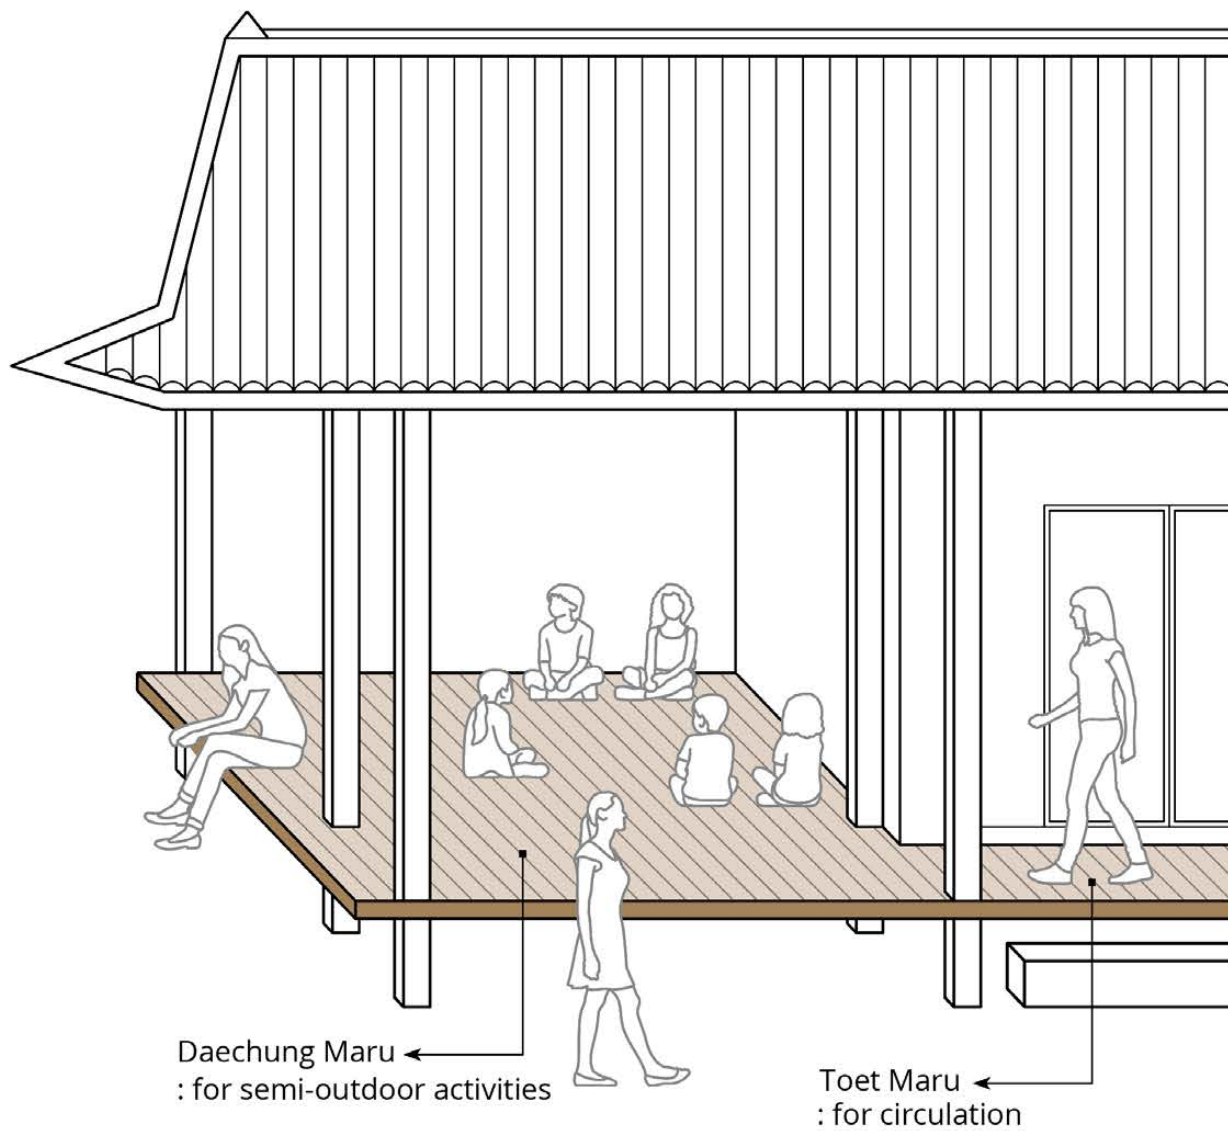 Daechung Maru
: for semi-outdoor activities
Toet Maru
: for circulation